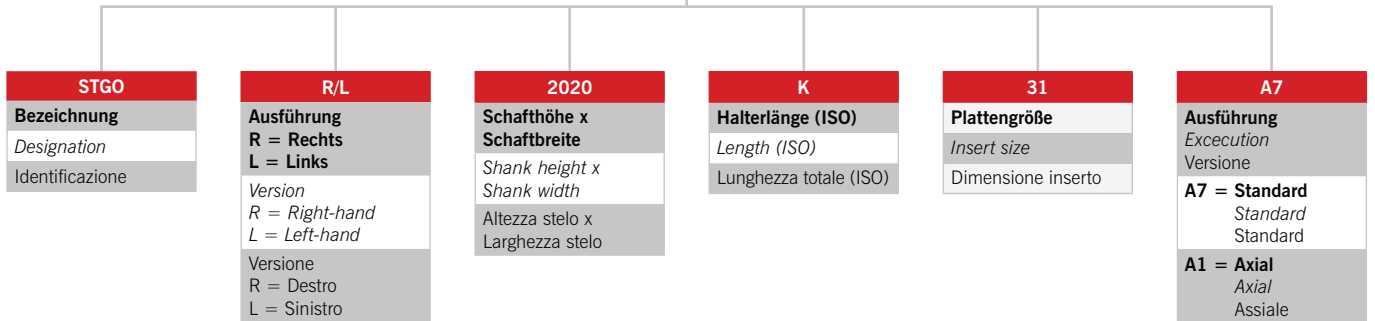 STGO
Bezeichnung
Designation
Identificazione
R/L
Ausführung
R = Rechts
L = Links
Version
R = Right-hand
L = Left-hand
Versione
R = Destro
L = Sinistro
2020
Schafthöhe x
Schaftbreite
Shank height x
Shank width
Altezza stelo x
Larghezza stelo
K
Halterlänge (ISO)
Length (ISO)
Lunghezza totale (ISO)
31
Plattengröße
Insert size
Dimensione inserto
A7
Ausführung
Excecution
Versione
A7 = Standard
Standard
Standard
A1 = Axial
Axial
Assiale